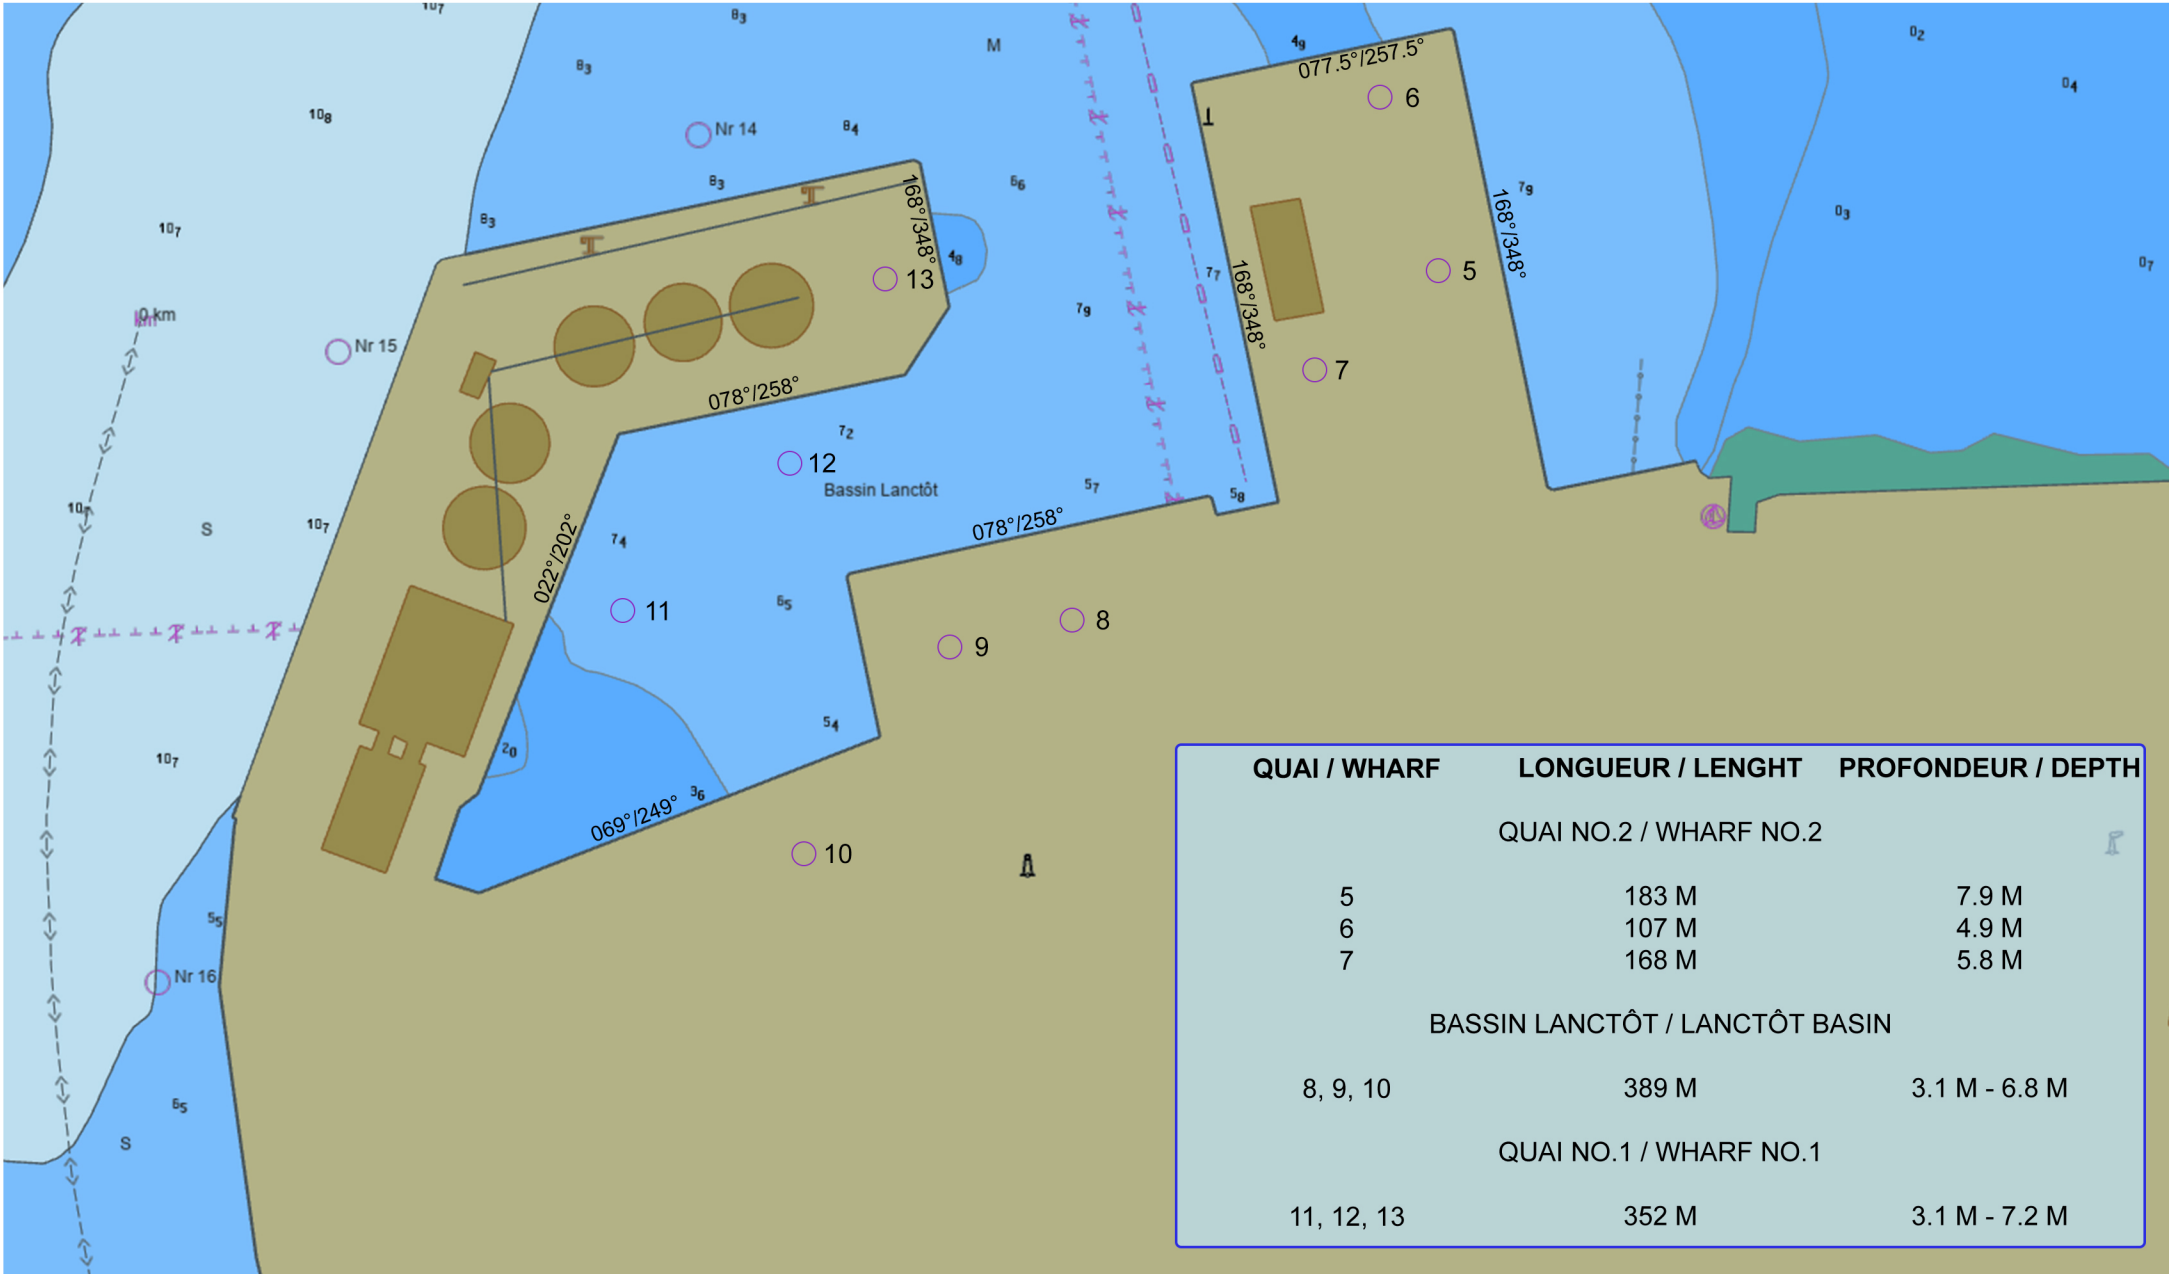 10₇
8₃
M
4₉
077.5°/257.5°
0₂
8₃
0₄
6
10₈
Nr 14
8₄
8₃
6₆
168°/348°
7₉
168°/348°
8₃
0₃
10₇
4₈
0₇
13
7₇
5
168°/348°
0 km
km
7₉
Nr 15
7
078°/258°
7₂
12
Bassin Lanctôt
5₇
5₈
10₇
S
10₇
078°/258°
7₄
022°/202°
6₅
11
8
9
5₄
2₀
10₇
3₆
069°/249°
10
5₅
Nr 16
6₅
S
QUAI / WHARF LONGUEUR / LENGHT PROFONDEUR / DEPTH
QUAI NO.2 / WHARF NO.2
5 183 M 7.9 M
6 107 M 4.9 M
7 168 M 5.8 M
BASSIN LANCTÔT / LANCTÔT BASIN
8, 9, 10 389 M 3.1 M - 6.8 M
QUAI NO.1 / WHARF NO.1
11, 12, 13 352 M 3.1 M - 7.2 M